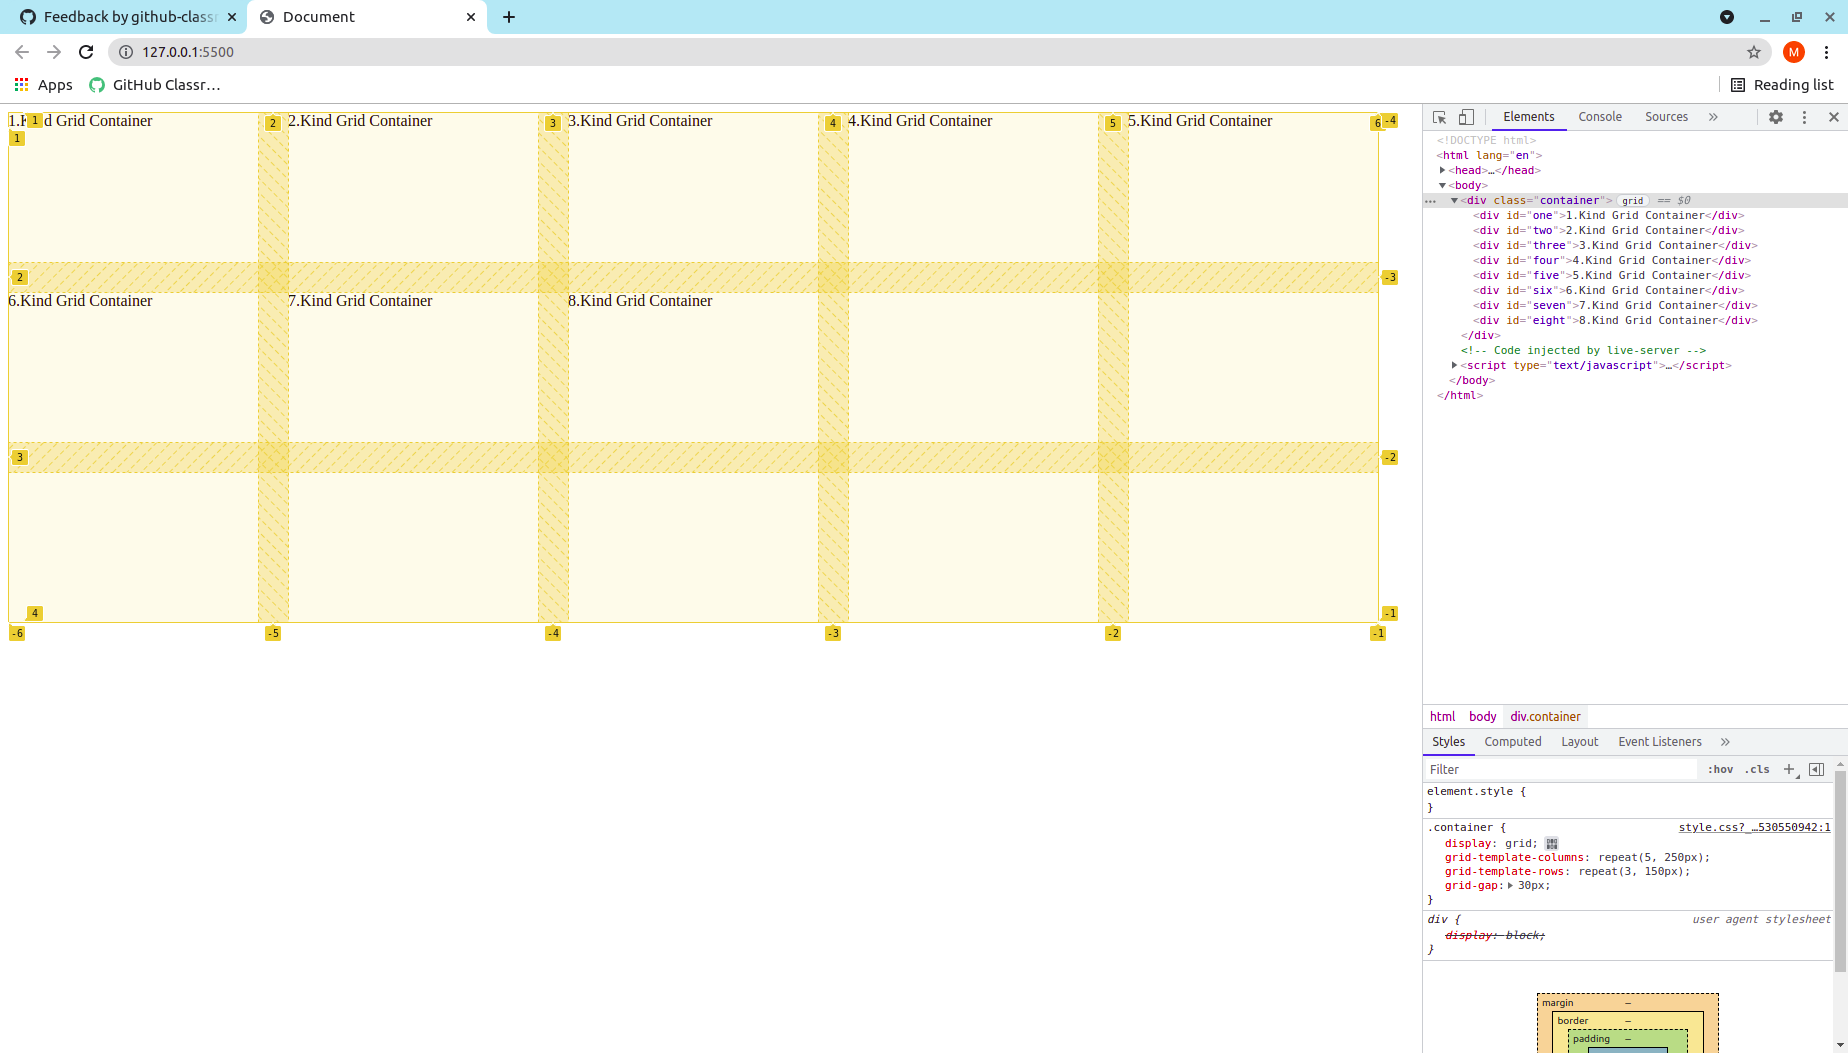 Feedback by github-class
Document
127.0.0.1:5500
M
Apps
GitHub Classr…
Reading list
1.Kind Grid Container
2.Kind Grid Container
3.Kind Grid Container
4.Kind Grid Container
5.Kind Grid Container
1
2
3
4
5
6
-4
1
2
-3
6.Kind Grid Container
7.Kind Grid Container
8.Kind Grid Container
3
-2
4
-1
-6
-5
-4
-3
-2
-1
Elements
Console
Sources
»
<!DOCTYPE html>
<html lang="en">
<head>…</head>
<body>
<div class="container"> grid == $0
<div id="one">1.Kind Grid Container</div>
<div id="two">2.Kind Grid Container</div>
<div id="three">3.Kind Grid Container</div>
<div id="four">4.Kind Grid Container</div>
<div id="five">5.Kind Grid Container</div>
<div id="six">6.Kind Grid Container</div>
<div id="seven">7.Kind Grid Container</div>
<div id="eight">8.Kind Grid Container</div>
</div>
<!-- Code injected by live-server -->
<script type="text/javascript">…</script>
</body>
</html>
html body div.container
Styles Computed Layout Event Listeners »
Filter :hov .cls +
element.style {
}
.container { style.css?_…530550942:1
display: grid;
grid-template-columns: repeat(5, 250px);
grid-template-rows: repeat(3, 150px);
grid-gap: 30px;
}
div { user agent stylesheet
display: block;
}
margin –
border –
padding –